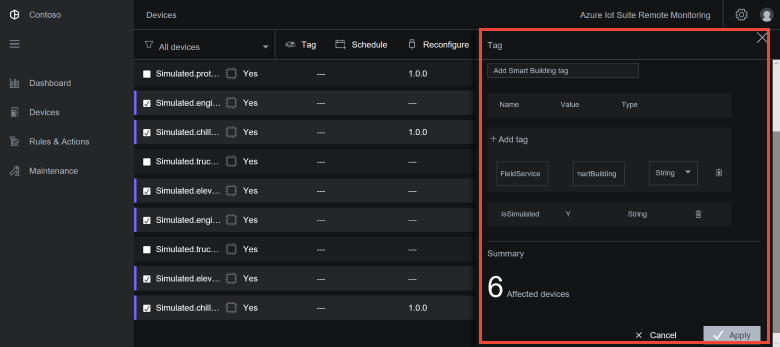 Contoso
Devices
Azure Iot Suite Remote Monitoring
Dashboard
Devices
Rules & Actions
Maintenance
All devices
Tag
Schedule
Reconfigure
Simulated.prot... Yes --- 1.0.0
Simulated.engi... Yes --- ---
Simulated.chill... Yes --- 1.0.0
Simulated.truc... Yes --- ---
Simulated.elev... Yes --- ---
Simulated.engi... Yes --- ---
Simulated.truc... Yes --- ---
Simulated.elev... Yes --- ---
Simulated.chill... Yes --- 1.0.0
Tag
Add Smart Building tag
Name Value Type
+ Add tag
FieldService martBuilding String
IsSimulated Y String
Summary
6 Affected devices
Cancel
Apply